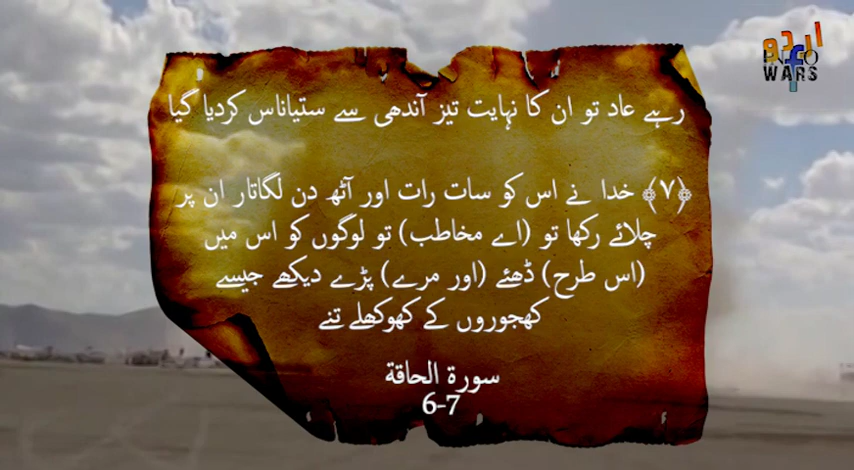 اردو
INFO
WARS
رہے عاد تو ان کا نہایت تیز آندھی سے ستیاناس کردیا گیا
﴿۷﴾ خدا نے اس کو سات رات اور آٹھ دن لگاتار ان پر
چلائے رکھا تو (اے مخاطب) تو لوگوں کو اس میں
(اس طرح) ڈھئے (اور مرے) پڑے دیکھے جیسے
کھجوروں کے کھوکھلے تنے
سورۃ الحاقة
6-7